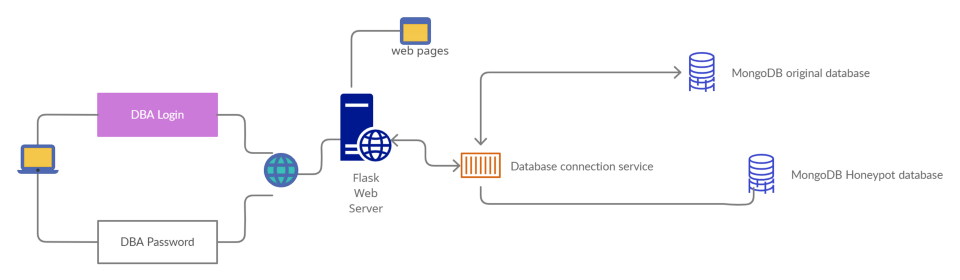 web pages
MongoDB original database
DBA Login
Database connection service
MongoDB Honeypot database
Flask
Web
Server
DBA Password